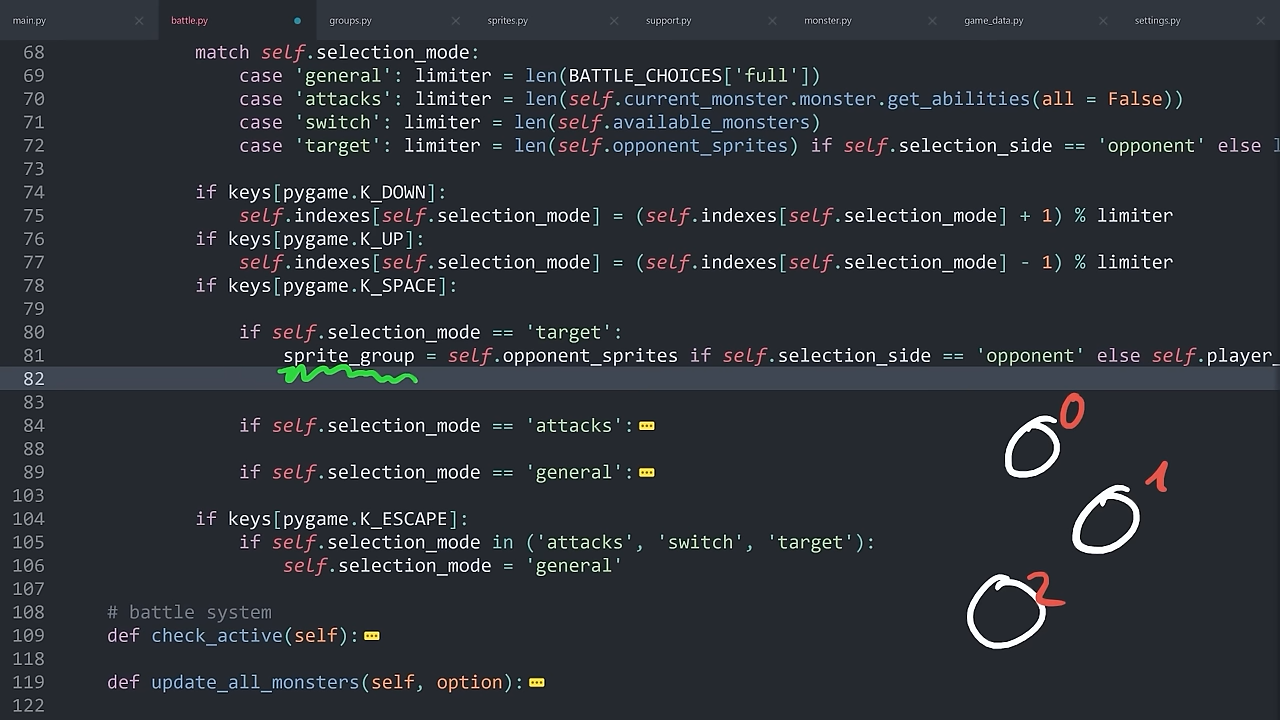 main.py battle.py groups.py sprites.py support.py monster.py game_data.py settings.py
68 match self.selection_mode:
69 case 'general': limiter = len(BATTLE_CHOICES['full'])
70 case 'attacks': limiter = len(self.current_monster.monster.get_abilities(all = False))
71 case 'switch': limiter = len(self.available_monsters)
72 case 'target': limiter = len(self.opponent_sprites) if self.selection_side == 'opponent' else
73
74 if keys[pygame.K_DOWN]:
75 self.indexes[self.selection_mode] = (self.indexes[self.selection_mode] + 1) % limiter
76 if keys[pygame.K_UP]:
77 self.indexes[self.selection_mode] = (self.indexes[self.selection_mode] - 1) % limiter
78 if keys[pygame.K_SPACE]:
79
80 if self.selection_mode == 'target':
81 sprite_group = self.opponent_sprites if self.selection_side == 'opponent' else self.player_
82
83
84 if self.selection_mode == 'attacks':
88
89 if self.selection_mode == 'general':
103
104 if keys[pygame.K_ESCAPE]:
105 if self.selection_mode in ('attacks', 'switch', 'target'):
106 self.selection_mode = 'general'
107
108 # battle system
109 def check_active(self):
118
119 def update_all_monsters(self, option):
122
0
1
2